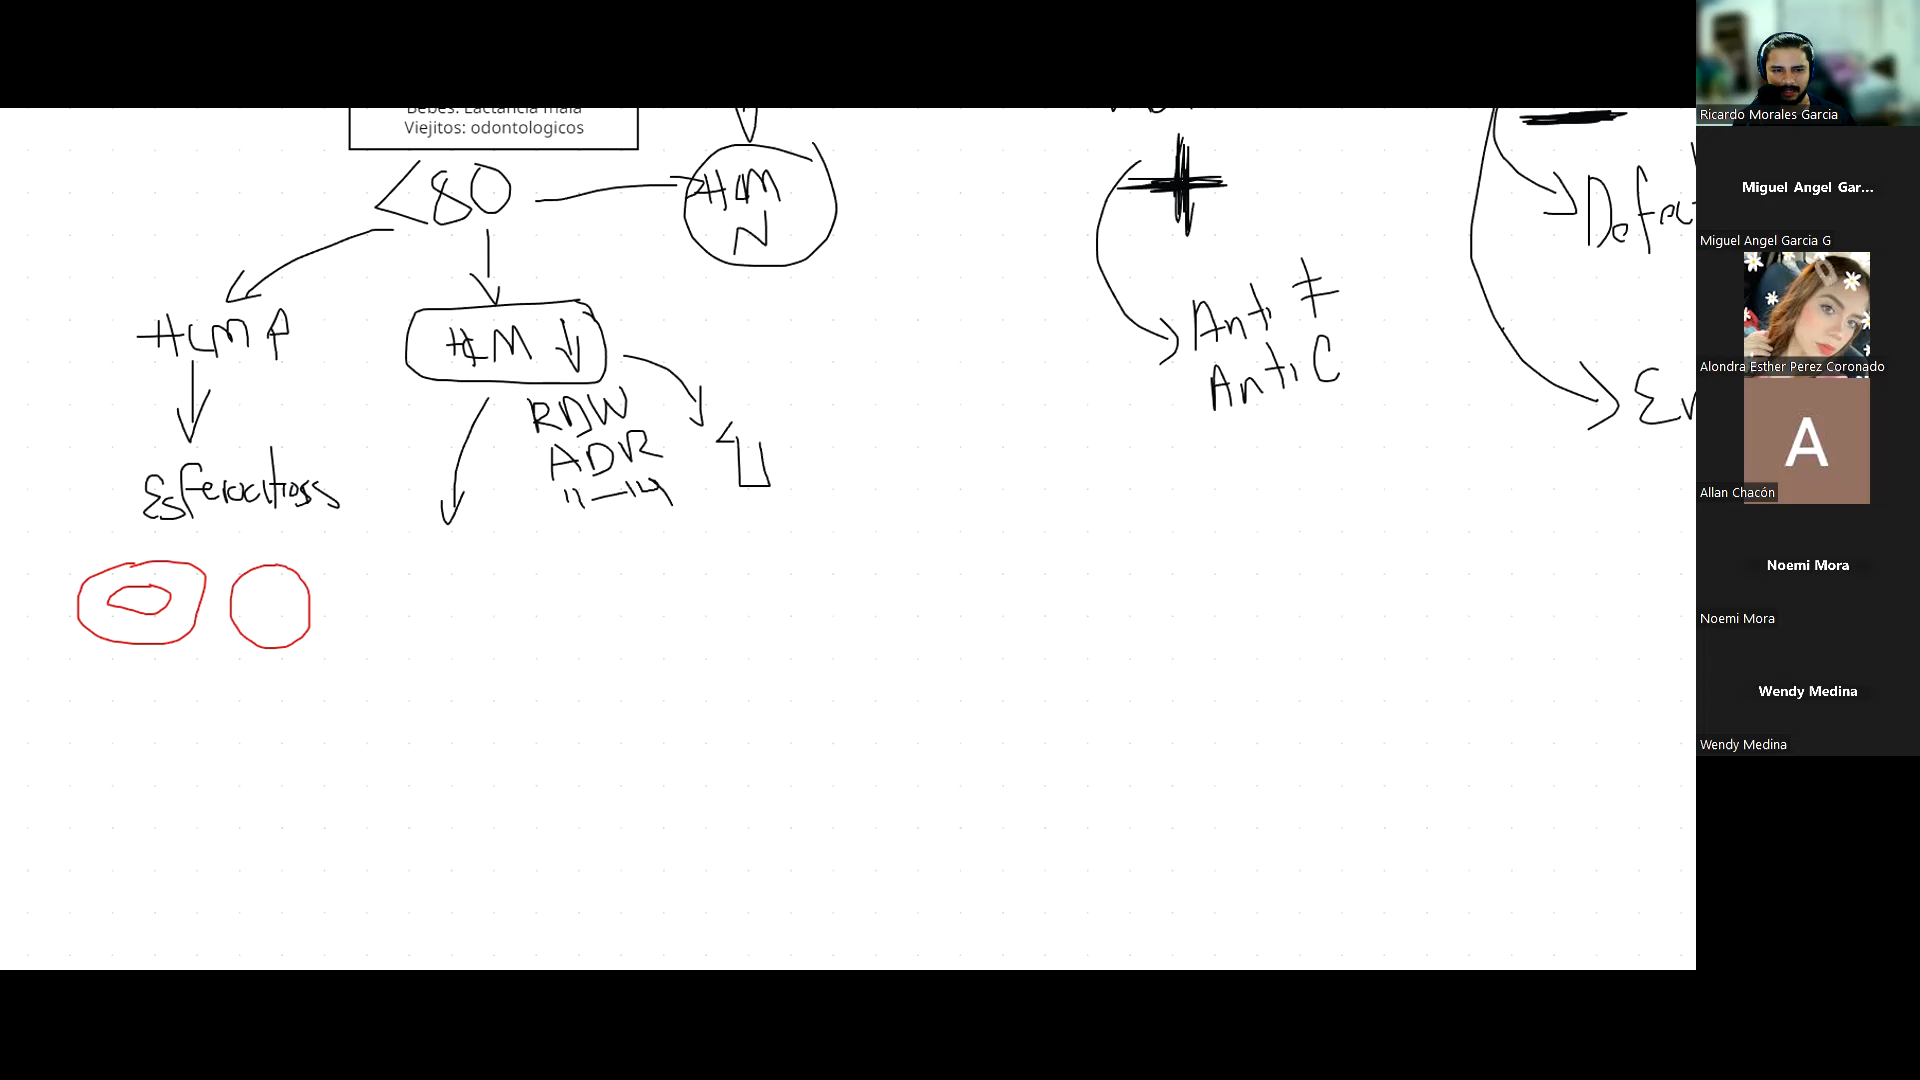 Viejitos: odontologicos
<80
HCM
N
HCM ↑
HCM ↓
RDW
ADR
11-14
<14
Esferocitosis
+
Anti ≠
Anti C
Ricardo Morales Garcia
Miguel Angel Gar...
Miguel Angel Garcia G
Alondra Esther Perez Coronado
A
Allan Chacón
Noemi Mora
Noemi Mora
Wendy Medina
Wendy Medina